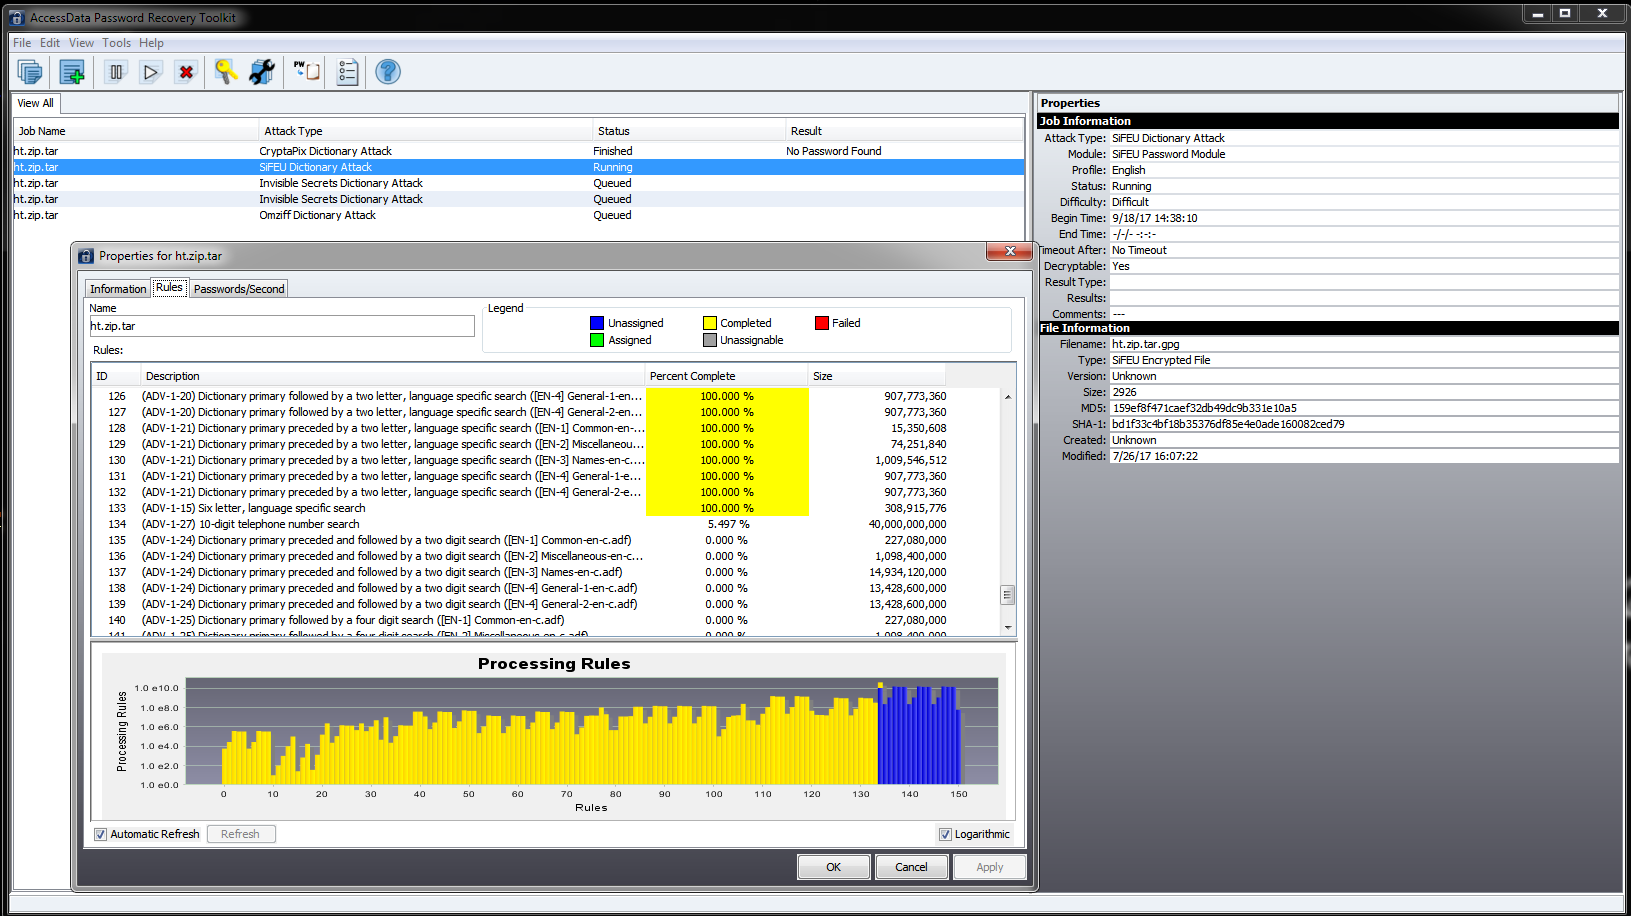 AccessData Password Recovery Toolkit
File Edit View Tools Help
PW
View All
Job Name Attack Type Status Result
ht.zip.tar CryptaPix Dictionary Attack Finished No Password Found
ht.zip.tar SiFEU Dictionary Attack Running
ht.zip.tar Invisible Secrets Dictionary Attack Queued
ht.zip.tar Invisible Secrets Dictionary Attack Queued
ht.zip.tar Omziff Dictionary Attack Queued
Properties for ht.zip.tar
Information Rules Passwords/Second
Name
ht.zip.tar
Legend
Unassigned Completed Failed
Assigned Unassignable
Rules:
ID Description Percent Complete Size
126 (ADV-1-20) Dictionary primary followed by a two letter, language specific search ([EN-4] General-1-en... 100.000 % 907,773,360
127 (ADV-1-20) Dictionary primary followed by a two letter, language specific search ([EN-4] General-2-en... 100.000 % 907,773,360
128 (ADV-1-21) Dictionary primary preceded by a two letter, language specific search ([EN-1] Common-en-... 100.000 % 15,350,608
129 (ADV-1-21) Dictionary primary preceded by a two letter, language specific search ([EN-2] Miscellaneou... 100.000 % 74,251,840
130 (ADV-1-21) Dictionary primary preceded by a two letter, language specific search ([EN-3] Names-en-c.... 100.000 % 1,009,546,512
131 (ADV-1-21) Dictionary primary preceded by a two letter, language specific search ([EN-4] General-1-e... 100.000 % 907,773,360
132 (ADV-1-21) Dictionary primary preceded by a two letter, language specific search ([EN-4] General-2-e... 100.000 % 907,773,360
133 (ADV-1-15) Six letter, language specific search 100.000 % 308,915,776
134 (ADV-1-27) 10-digit telephone number search 5.497 % 40,000,000,000
135 (ADV-1-24) Dictionary primary preceded and followed by a two digit search ([EN-1] Common-en-c.adf) 0.000 % 227,080,000
136 (ADV-1-24) Dictionary primary preceded and followed by a two digit search ([EN-2] Miscellaneous-en-c... 0.000 % 1,098,400,000
137 (ADV-1-24) Dictionary primary preceded and followed by a two digit search ([EN-3] Names-en-c.adf) 0.000 % 14,934,120,000
138 (ADV-1-24) Dictionary primary preceded and followed by a two digit search ([EN-4] General-1-en-c.adf) 0.000 % 13,428,600,000
139 (ADV-1-24) Dictionary primary preceded and followed by a two digit search ([EN-4] General-2-en-c.adf) 0.000 % 13,428,600,000
140 (ADV-1-25) Dictionary primary followed by a four digit search ([EN-1] Common-en-c.adf) 0.000 % 227,080,000
141 (ADV-1-25) Dictionary primary followed by a four digit search ([EN-2] Miscellaneous-en-c.adf) 0.000 % 1,098,400,000
Processing Rules
Processing Rules
1.0 e10.0
1.0 e8.0
1.0 e6.0
1.0 e4.0
1.0 e2.0
1.0 e0.0
0 10 20 30 40 50 60 70 80 90 100 110 120 130 140 150
Rules
Automatic Refresh Refresh Logarithmic
OK Cancel Apply
Properties
Job Information
Attack Type: SiFEU Dictionary Attack
Module: SiFEU Password Module
Profile: English
Status: Running
Difficulty: Difficult
Begin Time: 9/18/17 14:38:10
End Time: -/-/- -:-:-
Timeout After: No Timeout
Decryptable: Yes
Result Type:
Results:
Comments: ---
File Information
Filename: ht.zip.tar.gpg
Type: SiFEU Encrypted File
Version: Unknown
Size: 2926
MD5: 159ef8f471caef32db49dc9b331e10a5
SHA-1: bd1f33c4bf18b35376df85e4e0ade160082ced79
Created: Unknown
Modified: 7/26/17 16:07:22